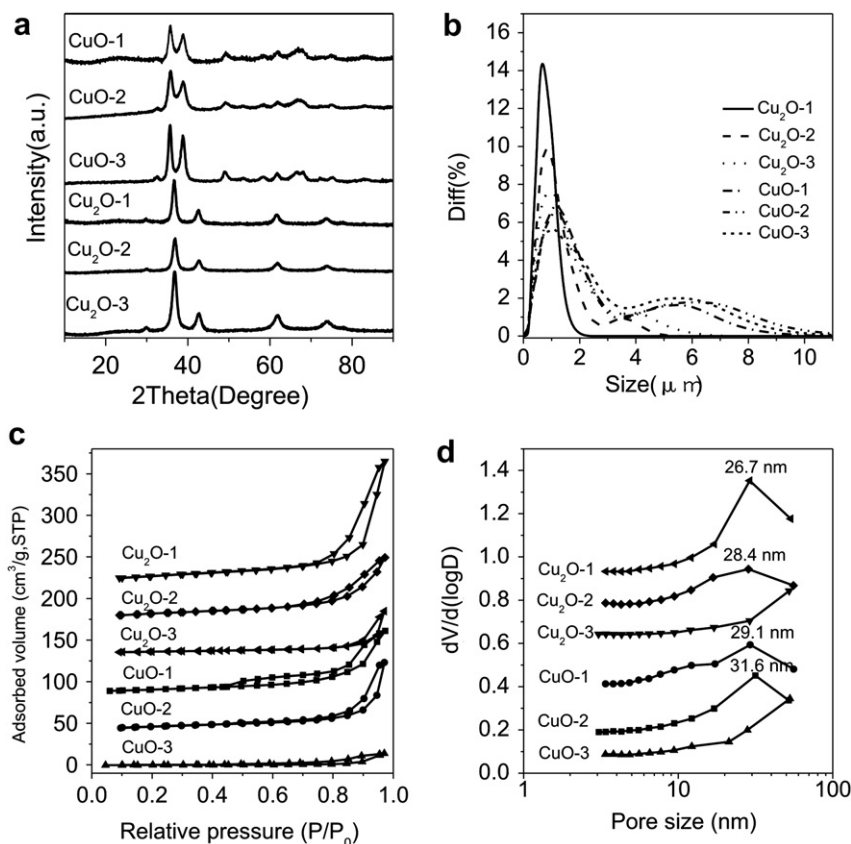 a
CuO-1
CuO-2
CuO-3
Cu₂O-1
Cu₂O-2
Cu₂O-3
Intensity(a.u.)
20 40 60 80
2Theta(Degree)
b
16
14
12
10
8
6
4
2
0
Diff(%)
Cu₂O-1
Cu₂O-2
Cu₂O-3
CuO-1
CuO-2
CuO-3
0 2 4 6 8 10
Size(μm)
c
350
300
250
200
150
100
50
0
Adsorbed volume (cm³/g,STP)
Cu₂O-1
Cu₂O-2
Cu₂O-3
CuO-1
CuO-2
CuO-3
0.0 0.2 0.4 0.6 0.8 1.0
Relative pressure (P/P₀)
d
1.4
1.2
1.0
0.8
0.6
0.4
0.2
0.0
dV/d(logD)
26.7 nm
Cu₂O-1
28.4 nm
Cu₂O-2
Cu₂O-3
29.1 nm
CuO-1
31.6 nm
CuO-2
CuO-3
1 10 100
Pore size (nm)